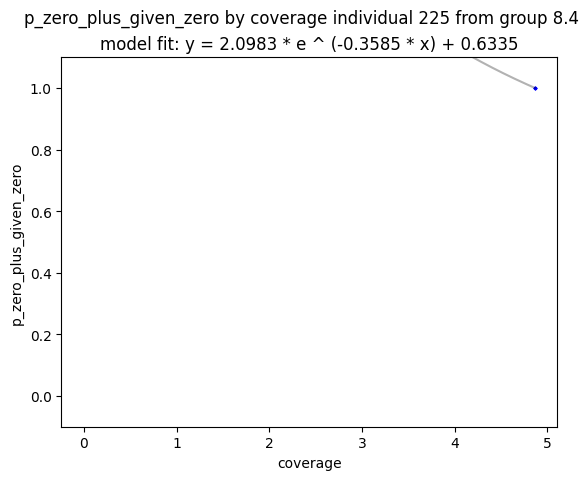 p_zero_plus_given_zero by coverage individual 225 from group 8.4
model fit: y = 2.0983 * e ^ (-0.3585 * x) + 0.6335
1.0
0.8
0.6
0.4
0.2
0.0
p_zero_plus_given_zero
0 1 2 3 4 5
coverage